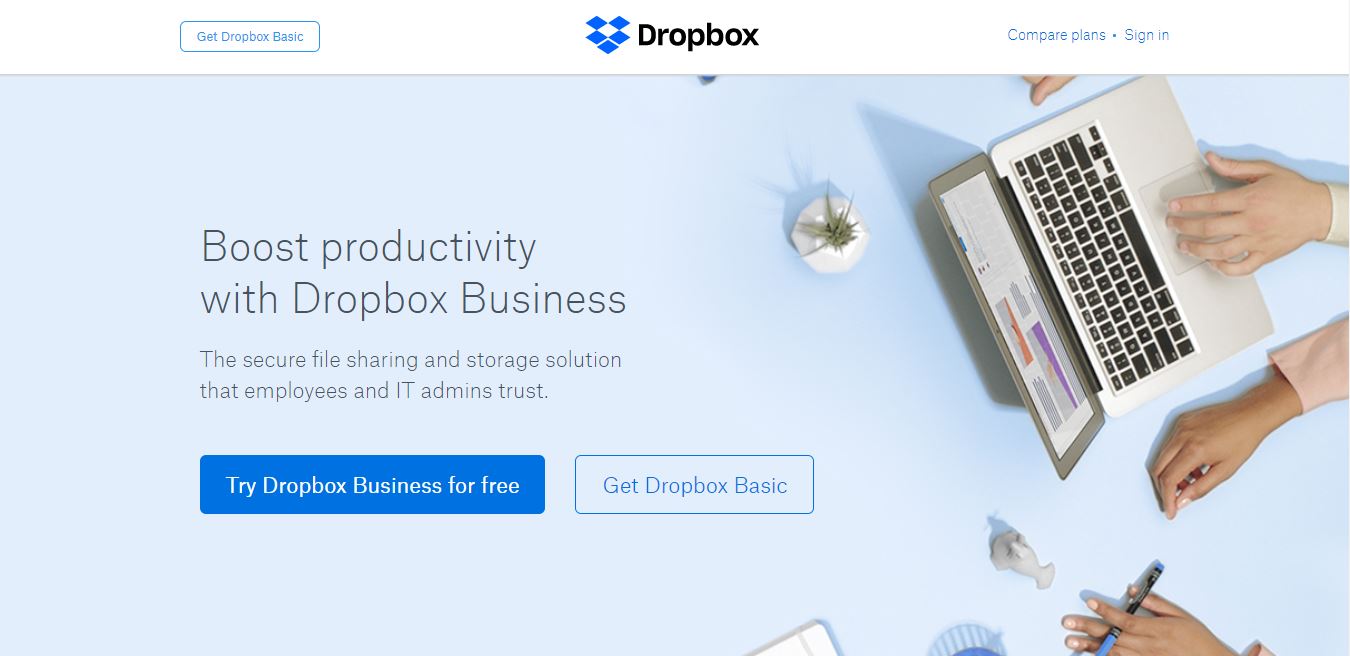 Get Dropbox Basic
Dropbox
Compare plans • Sign in
Boost productivity
with Dropbox Business
The secure file sharing and storage solution
that employees and IT admins trust.
Try Dropbox Business for free
Get Dropbox Basic